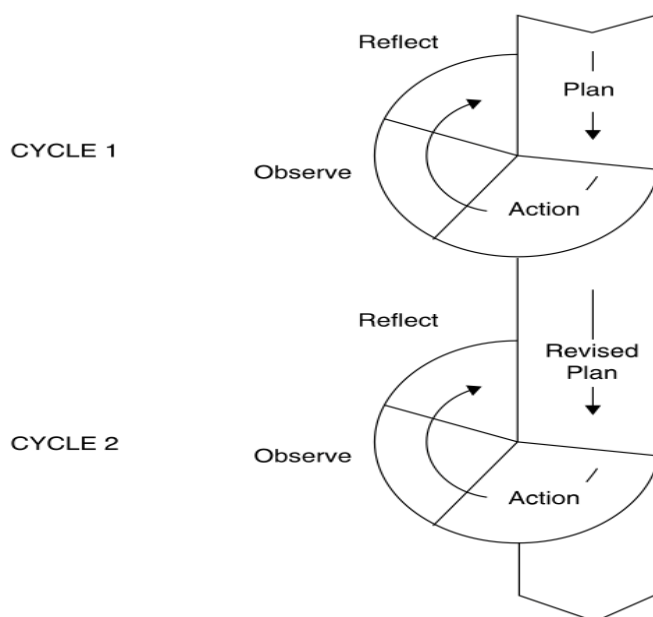 Reflect
Plan
CYCLE 1
Observe
Action
Reflect
Revised
Plan
CYCLE 2
Observe
Action